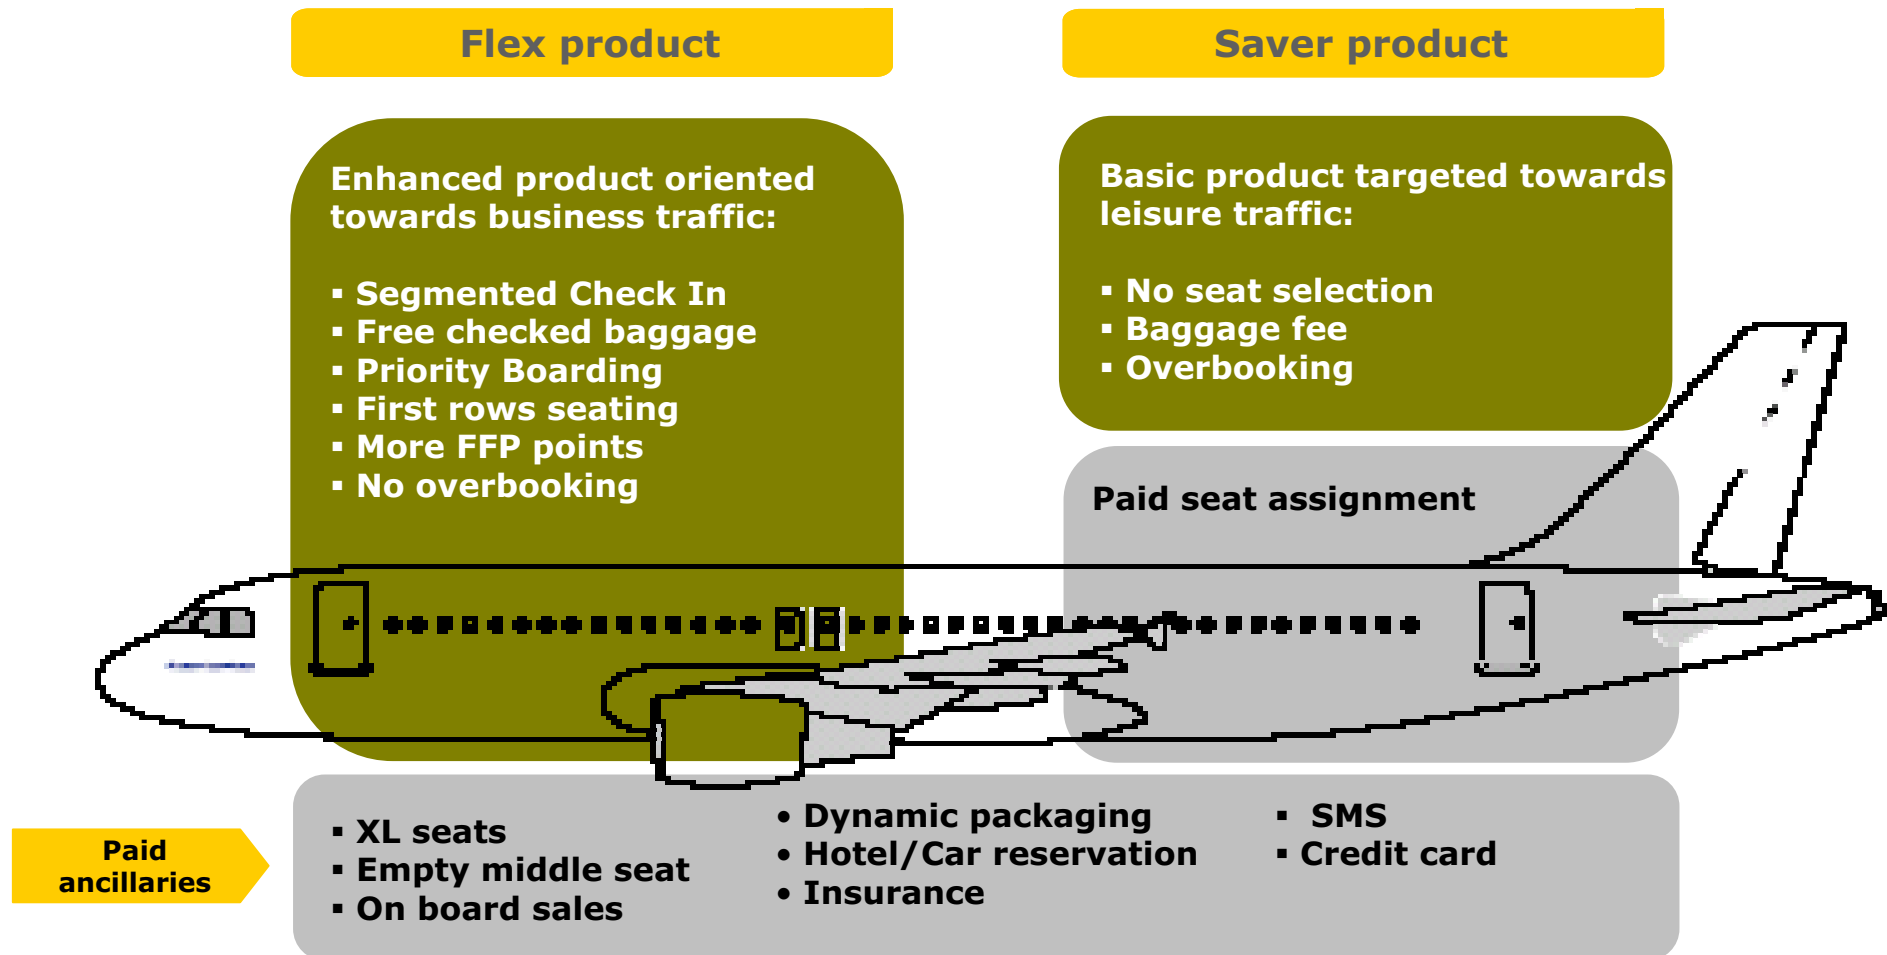 Flex product
Enhanced product oriented
towards business traffic:
▪ Segmented Check In
▪ Free checked baggage
▪ Priority Boarding
▪ First rows seating
▪ More FFP points
▪ No overbooking
Saver product
Basic product targeted towards
leisure traffic:
▪ No seat selection
▪ Baggage fee
▪ Overbooking
Paid seat assignment
Paid
ancillaries
▪ XL seats
▪ Empty middle seat
▪ On board sales
• Dynamic packaging
• Hotel/Car reservation
• Insurance
▪ SMS
▪ Credit card